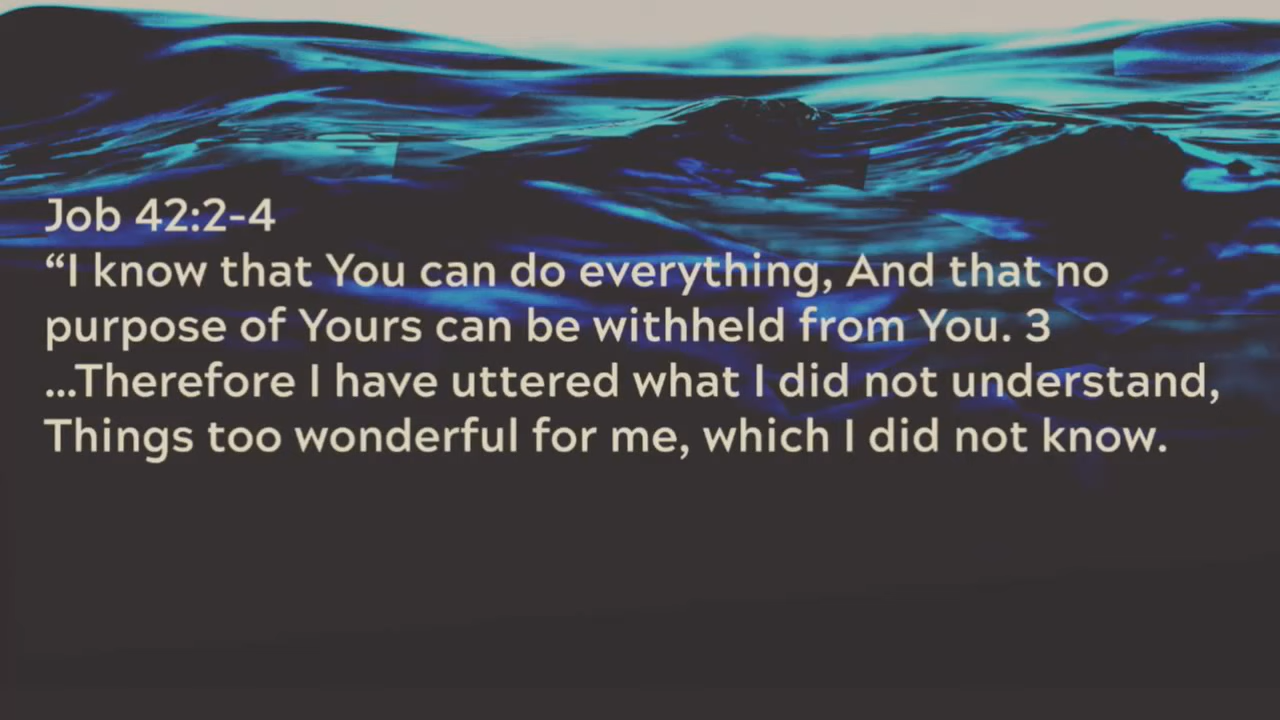 Job 42:2-4
“I know that You can do everything, And that no
purpose of Yours can be withheld from You. 3
...Therefore I have uttered what I did not understand,
Things too wonderful for me, which I did not know.